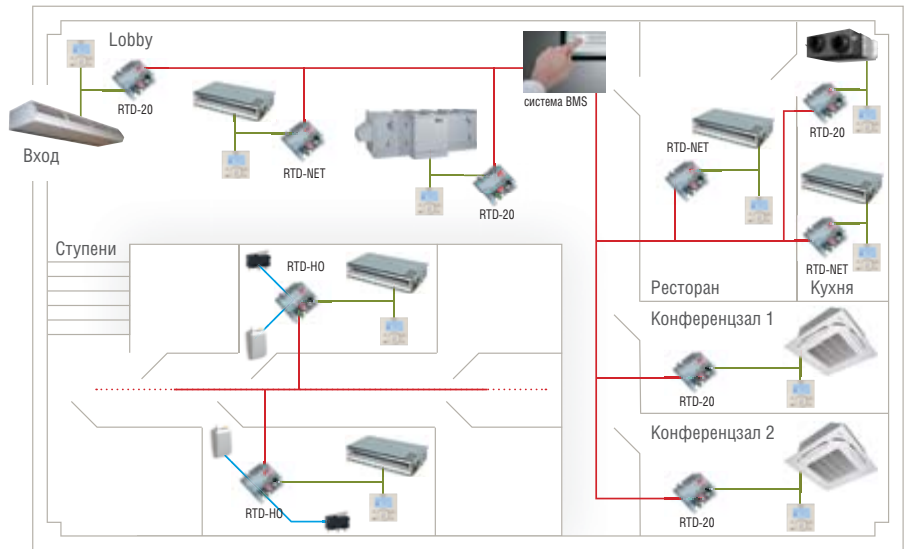 Lobby
RTD-20
Вход
RTD-NET
RTD-20
система BMS
RTD-NET
RTD-20
RTD-NET
Ресторан
Кухня
Ступени
RTD-HO
RTD-HO
Конференцзал 1
RTD-20
Конференцзал 2
RTD-20